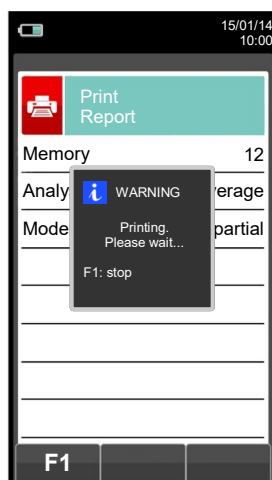 15/01/14
10:00
Print
Report
Memory 12
Analy verage
Mode partial
WARNING
Printing.
Please wait...
F1: stop
F1